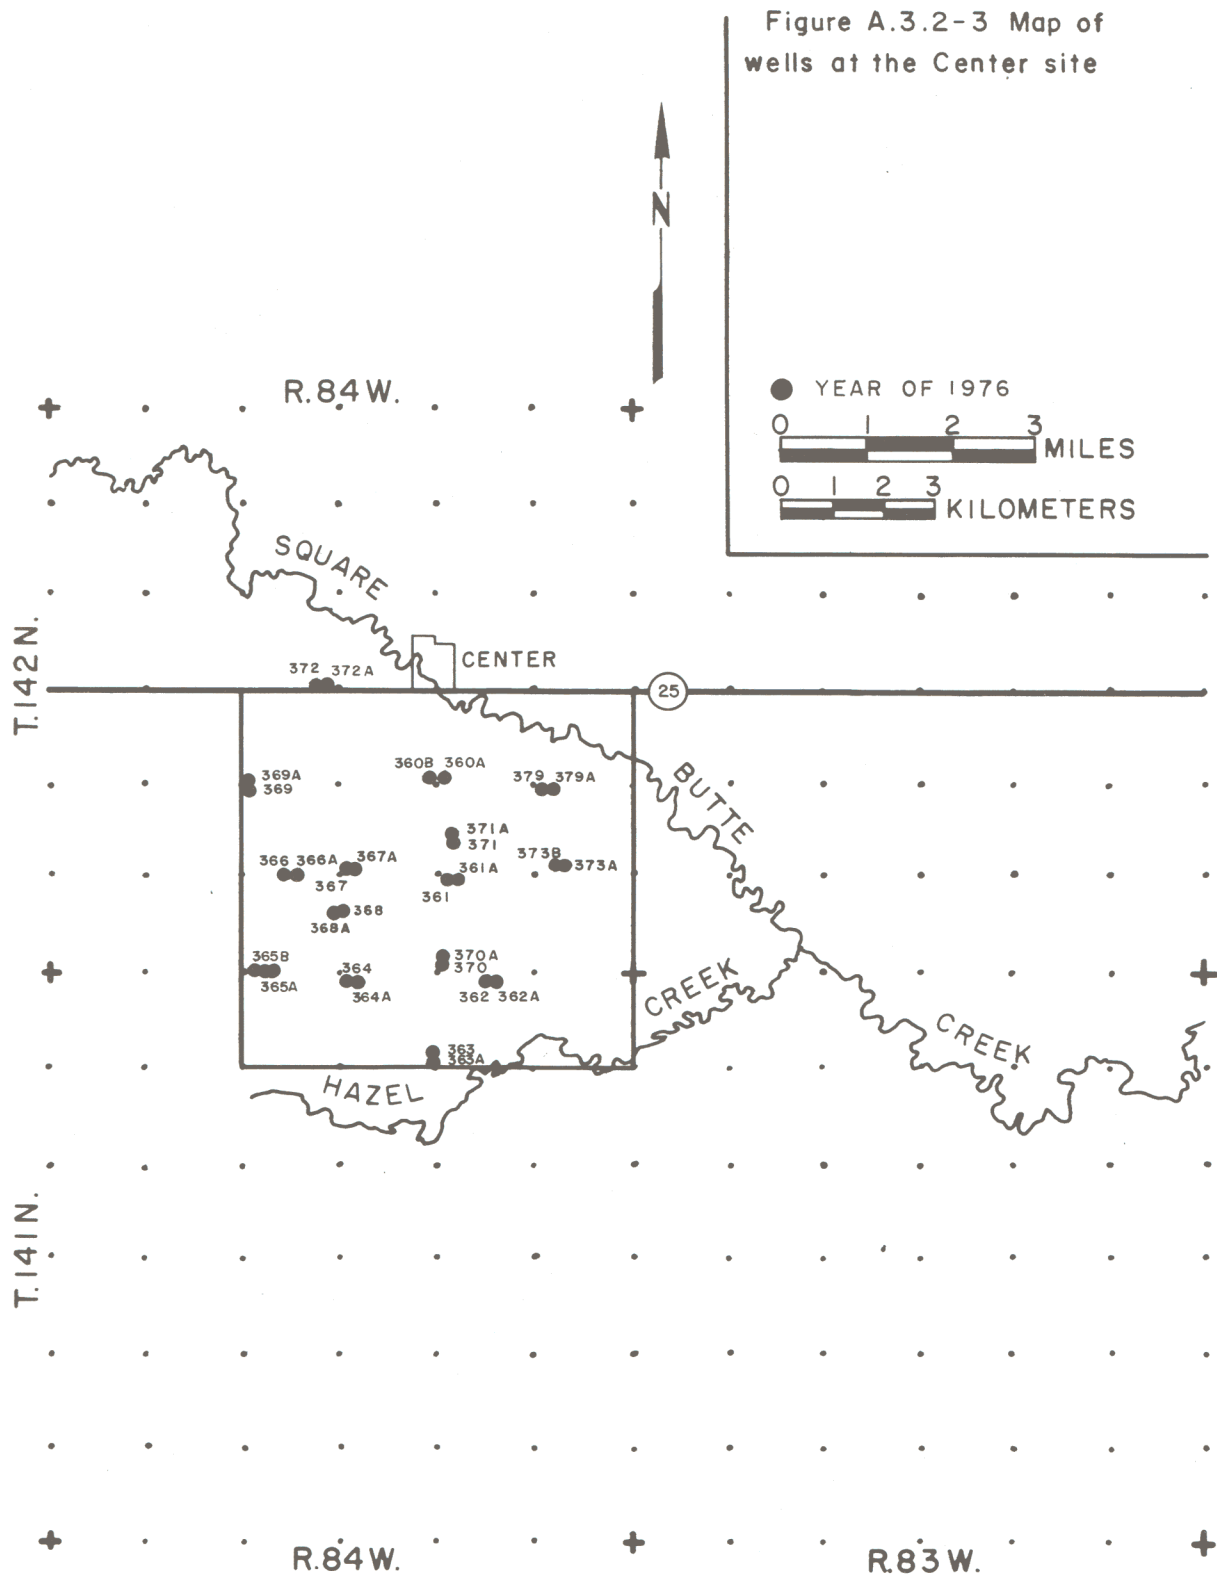 Figure A.3.2-3 Map of
wells at the Center site
N
R.84W.
YEAR OF 1976
0 1 2 3
MILES
0 1 2 3
KILOMETERS
SQUARE
T.142N.
CENTER
372 372A
25
369A
369
360B 360A
379 379A
BUTTE
371A
371
373B
373A
366 366A
367A
367
361A
361
368
368A
365B
365A
364
364A
370A
370
362 362A
CREEK
CREEK
363
363A
HAZEL
T.141N.
R.84W.
R.83W.